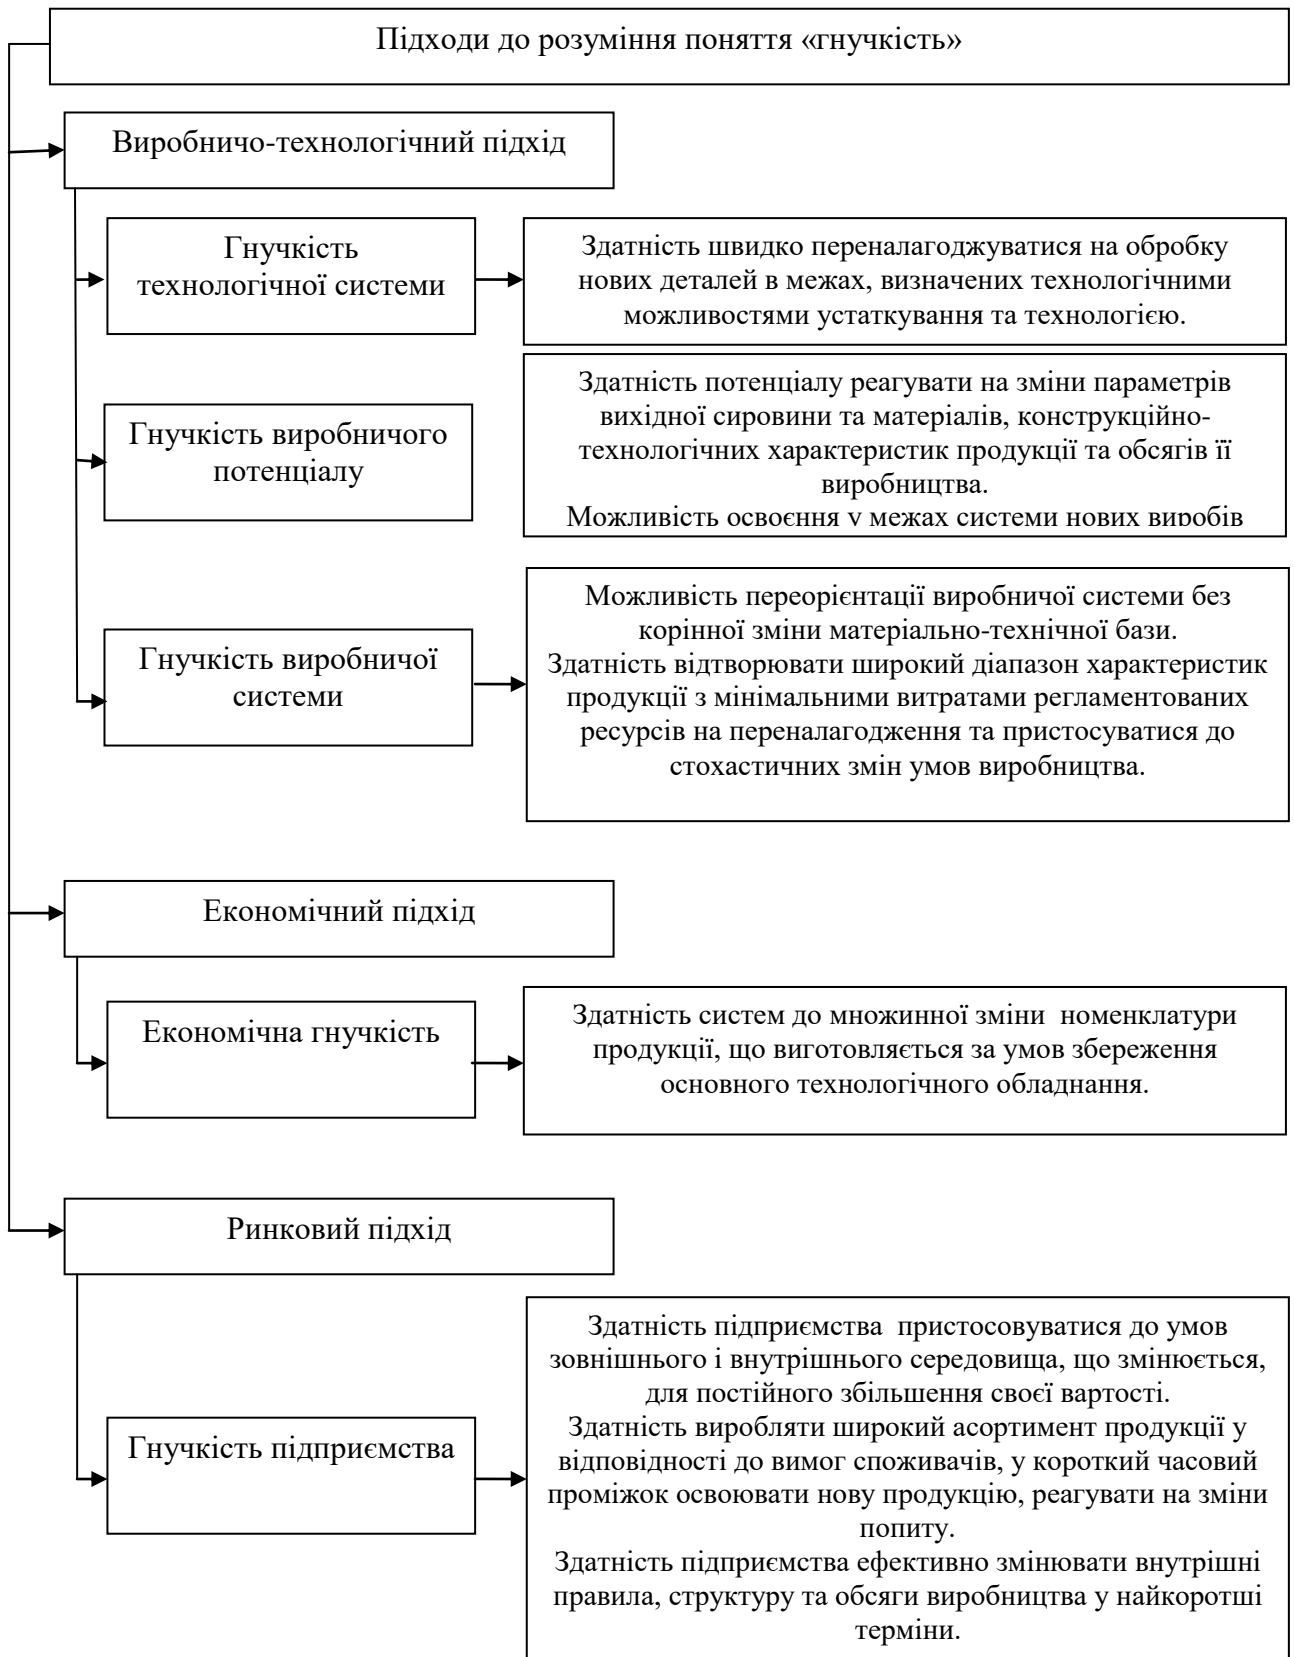 Підходи до розуміння поняття «гнучкість»
Виробничо-технологічний підхід
Гнучкість
технологічної системи
Здатність швидко переналагоджуватися на обробку
нових деталей в межах, визначених технологічними
можливостями устаткування та технологією.
Гнучкість виробничого
потенціалу
Здатність потенціалу реагувати на зміни параметрів
вихідної сировини та матеріалів, конструкційно-
технологічних характеристик продукції та обсягів її
виробництва.
Можливість освоєння у межах системи нових виробів
Гнучкість виробничої
системи
Можливість переорієнтації виробничої системи без
корінної зміни матеріально-технічної бази.
Здатність відтворювати широкий діапазон характеристик
продукції з мінімальними витратами регламентованих
ресурсів на переналагодження та пристосуватися до
стохастичних змін умов виробництва.
Економічний підхід
Економічна гнучкість
Здатність систем до множинної зміни номенклатури
продукції, що виготовляється за умов збереження
основного технологічного обладнання.
Ринковий підхід
Гнучкість підприємства
Здатність підприємства пристосовуватися до умов
зовнішнього і внутрішнього середовища, що змінюється,
для постійного збільшення своєї вартості.
Здатність виробляти широкий асортимент продукції у
відповідності до вимог споживачів, у короткий часовий
проміжок освоювати нову продукцію, реагувати на зміни
попиту.
Здатність підприємства ефективно змінювати внутрішні
правила, структуру та обсяги виробництва у найкоротші
терміни.